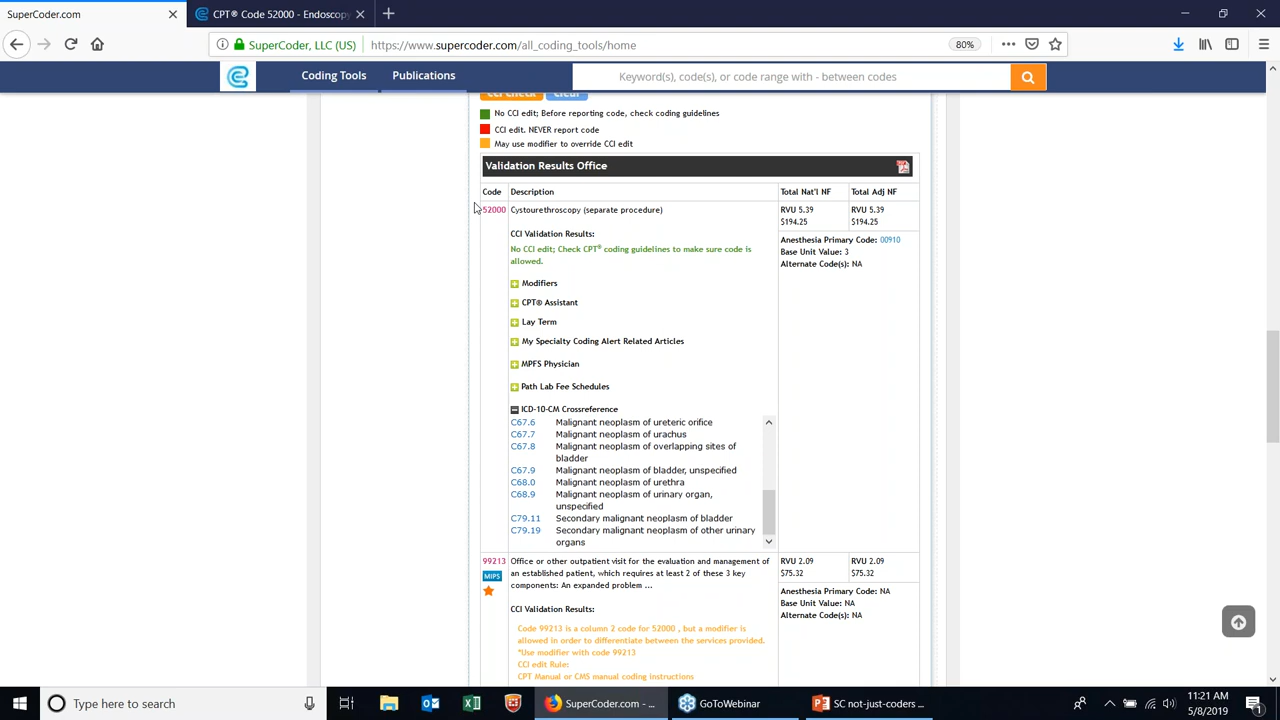 SuperCoder.com
CPT® Code 52000 - Endoscopy
SuperCoder, LLC (US)
https://www.supercoder.com/all_coding_tools/home
80%
Coding Tools
Publications
Keyword(s), code(s), or code range with - between codes
CCI Check
Clear
No CCI edit; Before reporting code, check coding guidelines
CCI edit. NEVER report code
May use modifier to override CCI edit
Validation Results Office
Code Description Total Nat'l NF Total Adj NF
52000 Cystourethroscopy (separate procedure) RVU 5.39 RVU 5.39
$194.25 $194.25
CCI Validation Results:
No CCI edit; Check CPT® coding guidelines to make sure code is
allowed.
Anesthesia Primary Code: 00910
Base Unit Value: 3
Alternate Code(s): NA
Modifiers
CPT® Assistant
Lay Term
My Specialty Coding Alert Related Articles
MPFS Physician
Path Lab Fee Schedules
ICD-10-CM Crossreference
C67.6 Malignant neoplasm of ureteric orifice
C67.7 Malignant neoplasm of urachus
C67.8 Malignant neoplasm of overlapping sites of
bladder
C67.9 Malignant neoplasm of bladder, unspecified
C68.0 Malignant neoplasm of urethra
C68.9 Malignant neoplasm of urinary organ,
unspecified
C79.11 Secondary malignant neoplasm of bladder
C79.19 Secondary malignant neoplasm of other urinary
organs
99213 Office or other outpatient visit for the evaluation and management of RVU 2.09 RVU 2.09
MIPS an established patient, which requires at least 2 of these 3 key $75.32 $75.32
components: An expanded problem ...
Anesthesia Primary Code: NA
Base Unit Value: NA
Alternate Code(s): NA
CCI Validation Results:
Code 99213 is a column 2 code for 52000 , but a modifier is
allowed in order to differentiate between the services provided.
*Use modifier with code 99213
CCI edit Rule:
CPT Manual or CMS manual coding instructions
Type here to search
SuperCoder.com - ...
GoToWebinar
SC not-just-coders ...
11:21 AM
5/8/2019